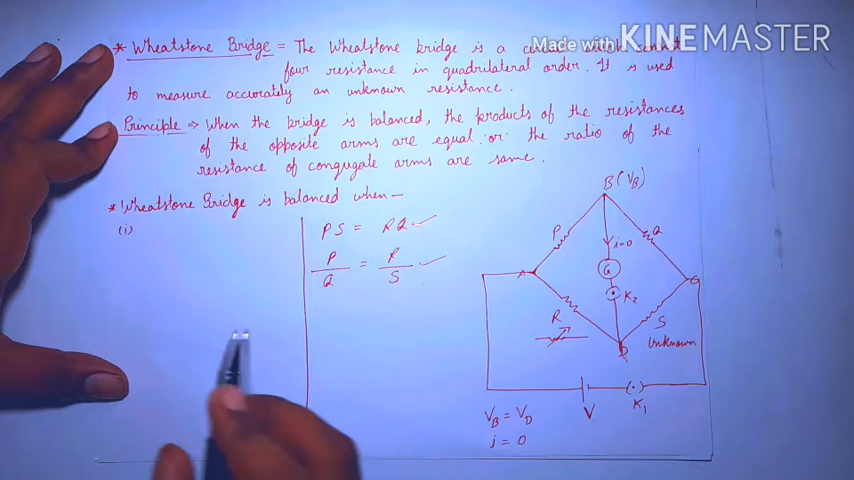 * Wheatstone Bridge = The Wheatstone bridge is a
Made with KINEMASTER
four resistance in quadrilateral order. It is used
to measure accurately an unknown resistance.
Principle ⇒ When the bridge is balanced, the products of the resistances
of the opposite arms are equal or the ratio of the
resistance of congugate arms are same.
* Wheatstone Bridge is balanced when —
(i)
PS = RQ
P/Q = R/S
B (VB)
P
Q
i=0
G
A
C
K2
R
S
D
Unknown
V
K1
VB = VD
i = 0